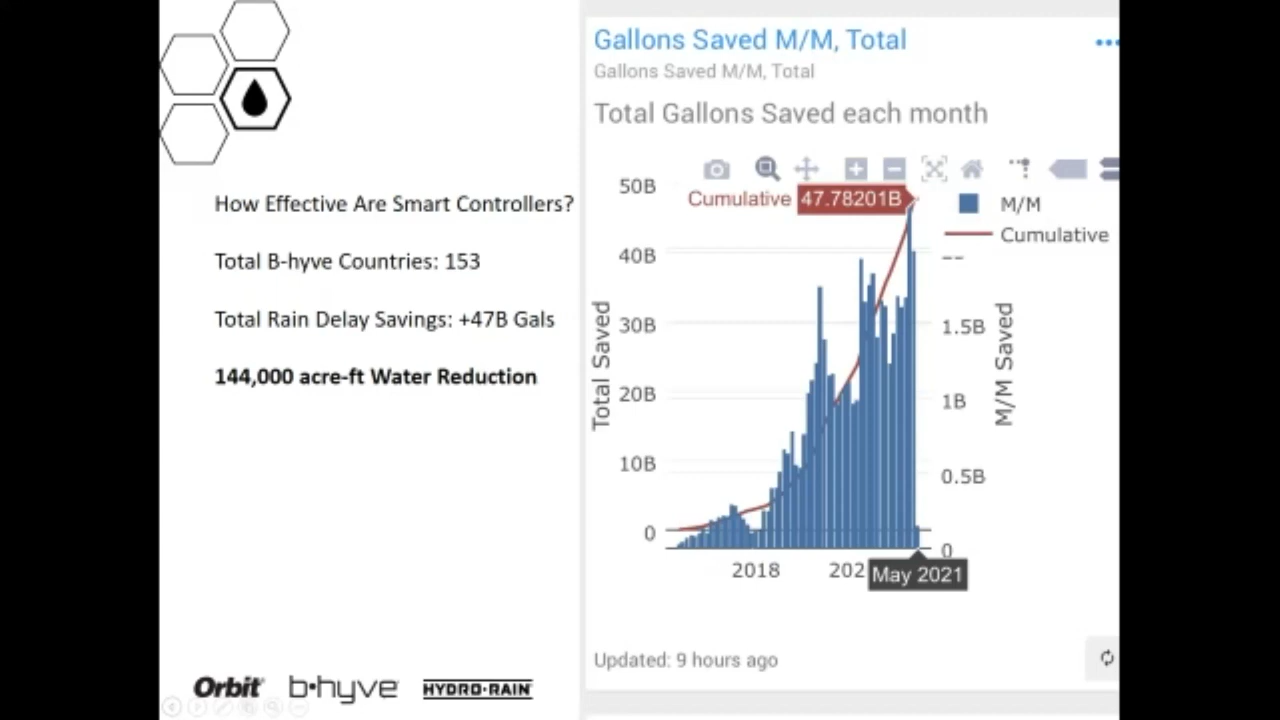 How Effective Are Smart Controllers?
Total B-hyve Countries: 153
Total Rain Delay Savings: +47B Gals
144,000 acre-ft Water Reduction
Orbit b•hyve HYDRO•RAIN
Gallons Saved M/M, Total
Gallons Saved M/M, Total
Total Gallons Saved each month
50B
40B
30B
20B
10B
0
Total Saved
Cumulative 47.78201B
M/M
Cumulative
1.5B
1B
0.5B
0
M/M Saved
2018
202
May 2021
Updated: 9 hours ago